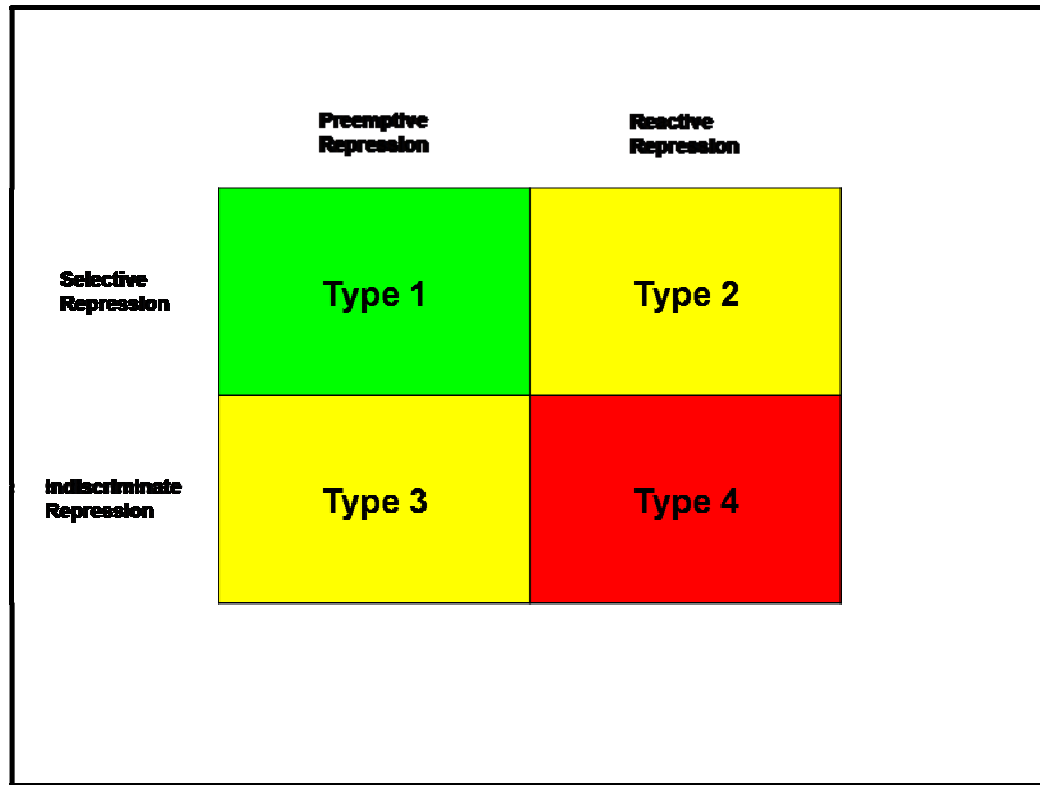 Preemptive
Repression
Reactive
Repression
Selective
Repression
Type 1
Type 2
Indiscriminate
Repression
Type 3
Type 4